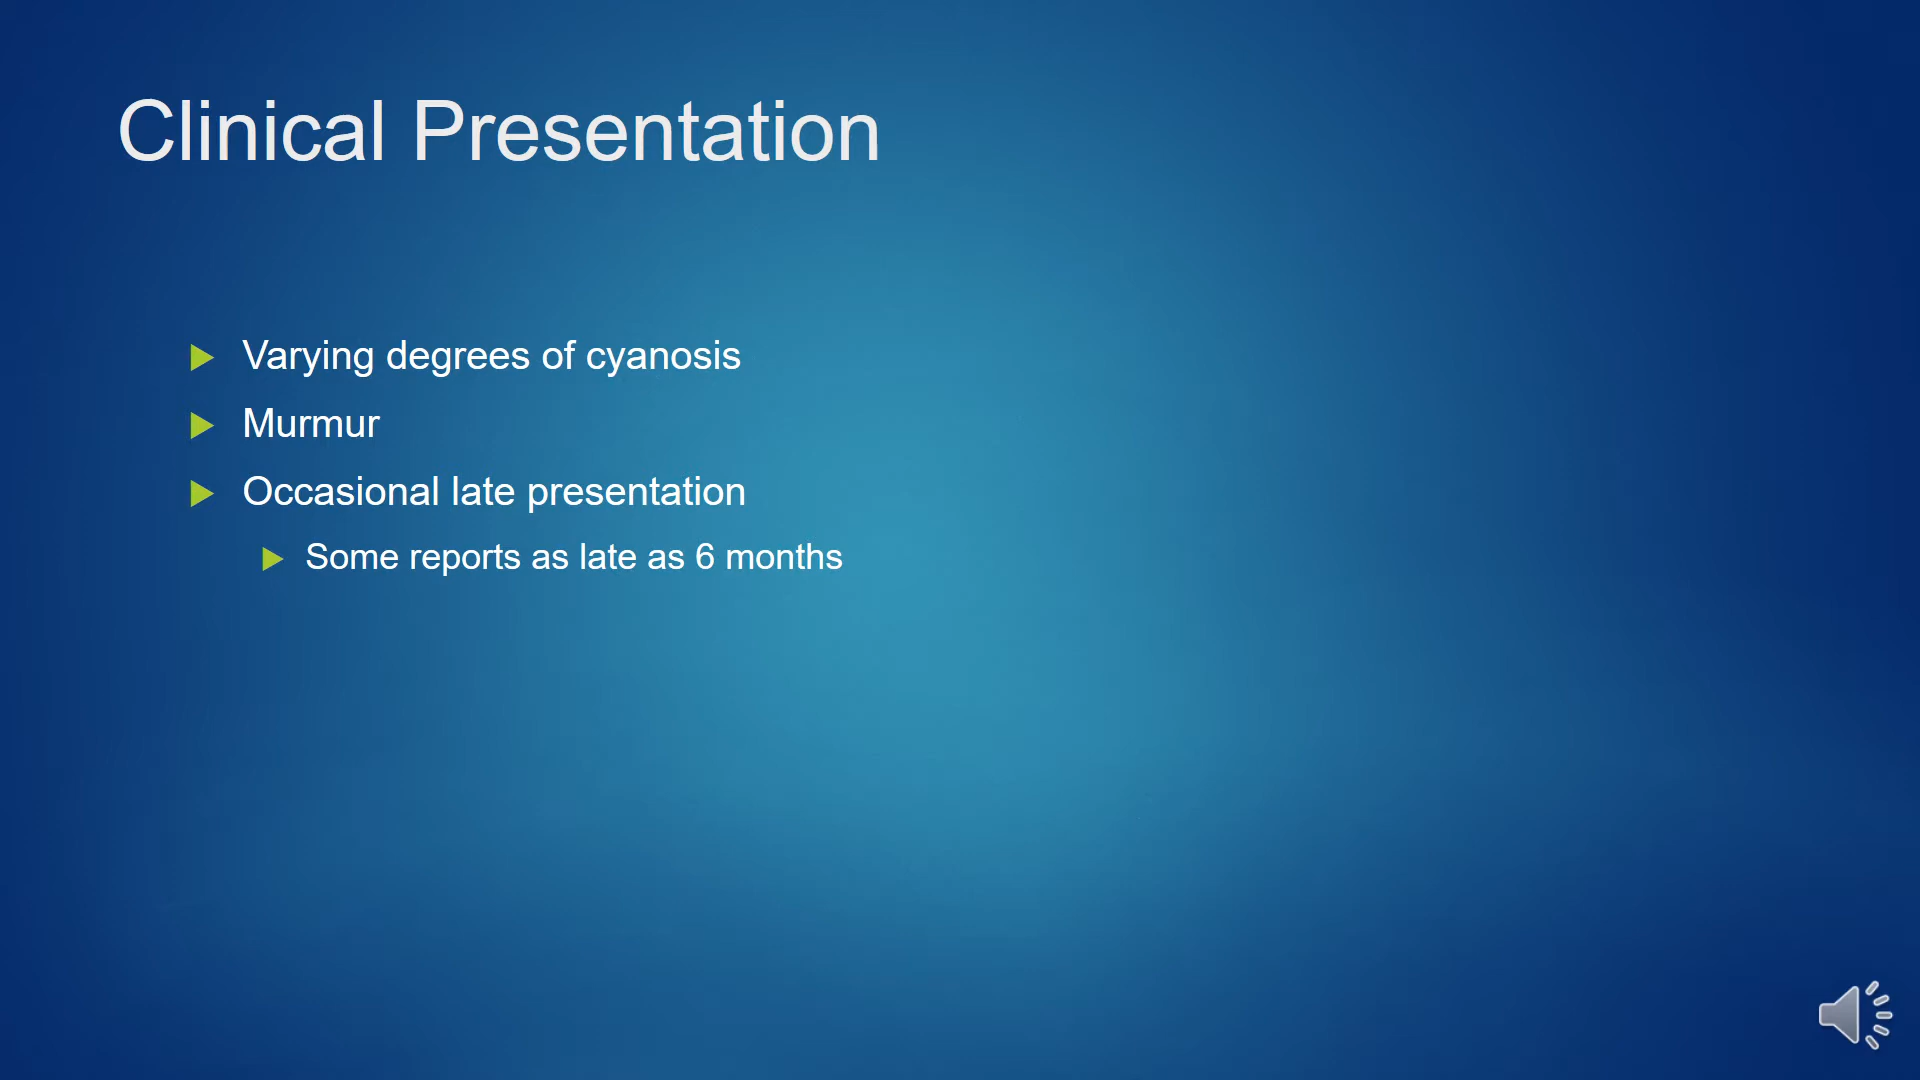 Clinical Presentation
Varying degrees of cyanosis
Murmur
Occasional late presentation
Some reports as late as 6 months